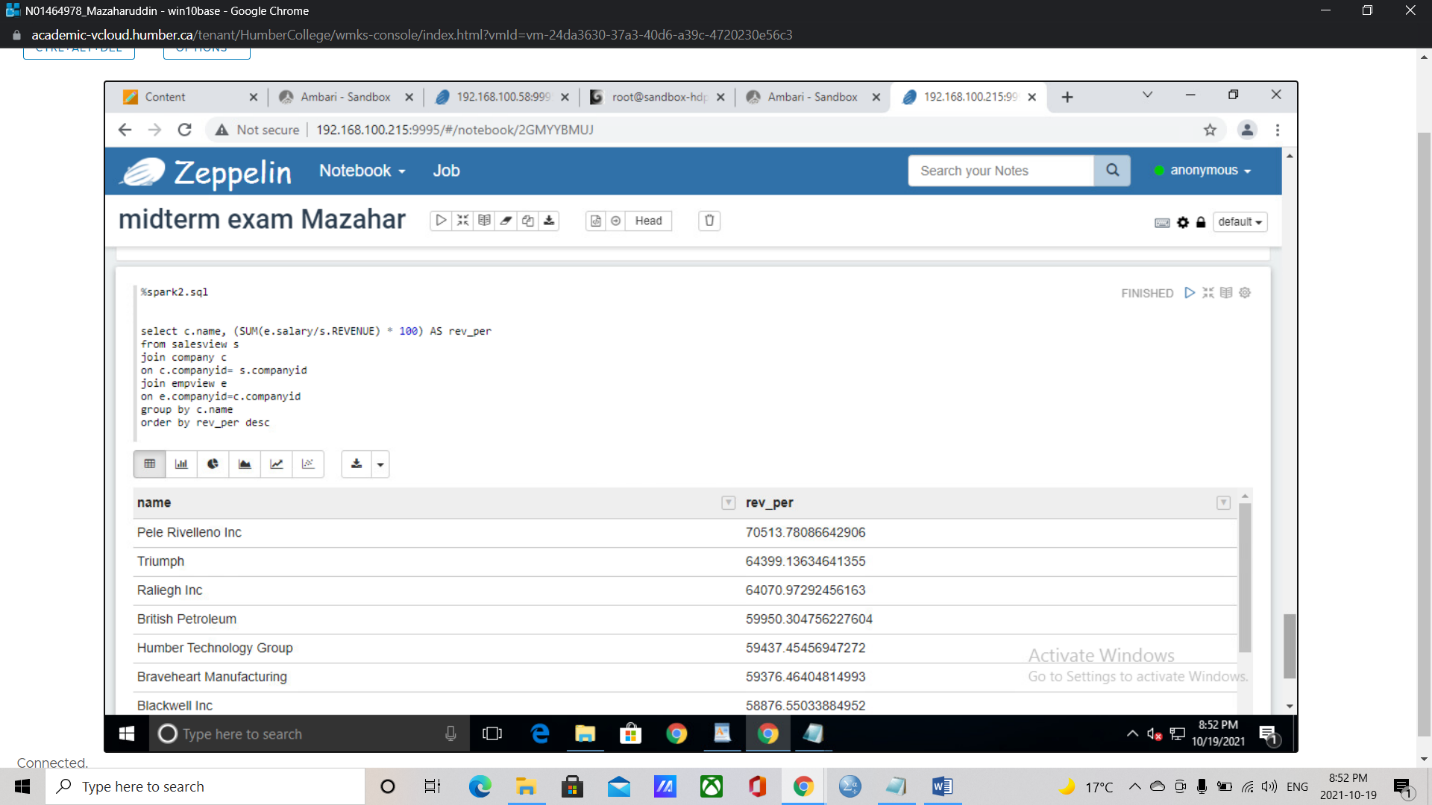 N01464978_Mazaharuddin - win10base - Google Chrome
academic-vcloud.humber.ca/tenant/HumberCollege/wmks-console/index.html?vmId=vm-24da3630-37a3-40d6-a39c-4720230e56c3
CTRL+ALT+DEL OPTIONS
Content Ambari - Sandbox 192.168.100.58:999 root@sandbox-hdp Ambari - Sandbox 192.168.100.215:99
Not secure 192.168.100.215:9995/#/notebook/2GMYYBMUJ
Zeppelin Notebook Job Search your Notes anonymous
midterm exam Mazahar Head default
%spark2.sql
FINISHED
select c.name, (SUM(e.salary/s.REVENUE) * 100) AS rev_per
from salesview s
join company c
on c.companyid= s.companyid
join empview e
on e.companyid=c.companyid
group by c.name
order by rev_per desc
name rev_per
Pele Rivelleno Inc 70513.78086642906
Triumph 64399.13634641355
Raliegh Inc 64070.97292456163
British Petroleum 59950.304756227604
Humber Technology Group 59437.45456947272
Braveheart Manufacturing 59376.46404814993
Blackwell Inc 58876.55033884952
Activate Windows
Go to Settings to activate Windows.
Type here to search
8:52 PM
10/19/2021
1
Connected.
Type here to search
17°C ENG
8:52 PM
2021-10-19
1